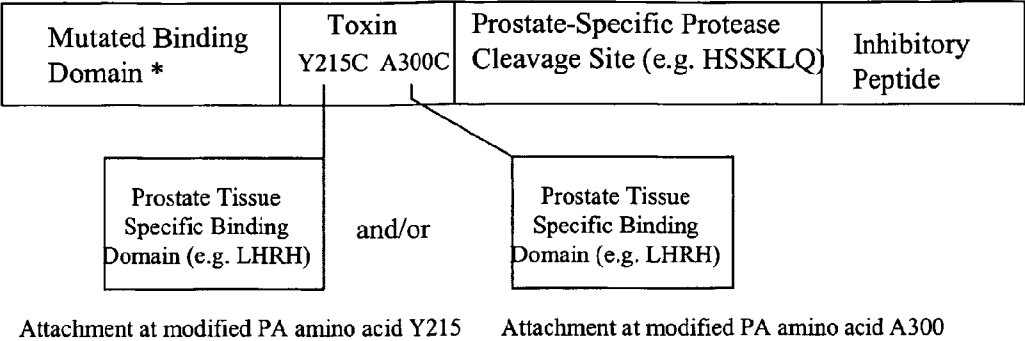 Mutated Binding
Domain *
Toxin
Y215C A300C
Prostate-Specific Protease
Cleavage Site (e.g. HSSKLQ)
Inhibitory
Peptide
Prostate Tissue
Specific Binding
Domain (e.g. LHRH)
and/or
Prostate Tissue
Specific Binding
Domain (e.g. LHRH)
Attachment at modified PA amino acid Y215
Attachment at modified PA amino acid A300